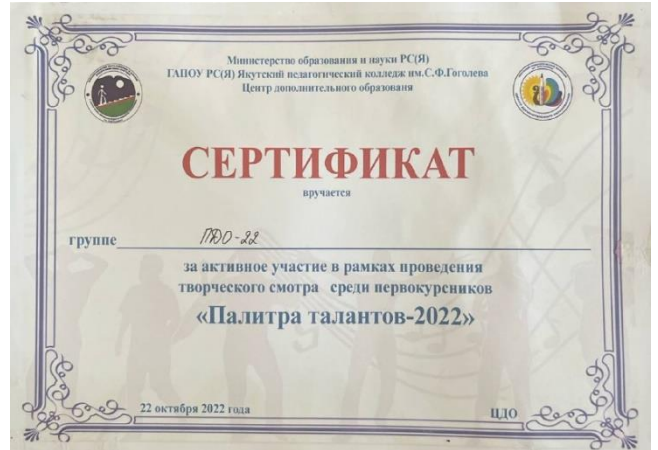 Министерство образования и науки РС(Я)
ГАПОУ РС(Я) Якутский педагогический колледж им.С.Ф.Гоголева
Центр дополнительного образованя
СЕРТИФИКАТ
вручается
группе ПДО-22
за активное участие в рамках проведения
творческого смотра среди первокурсников
«Палитра талантов-2022»
22 октября 2022 года ЦДО